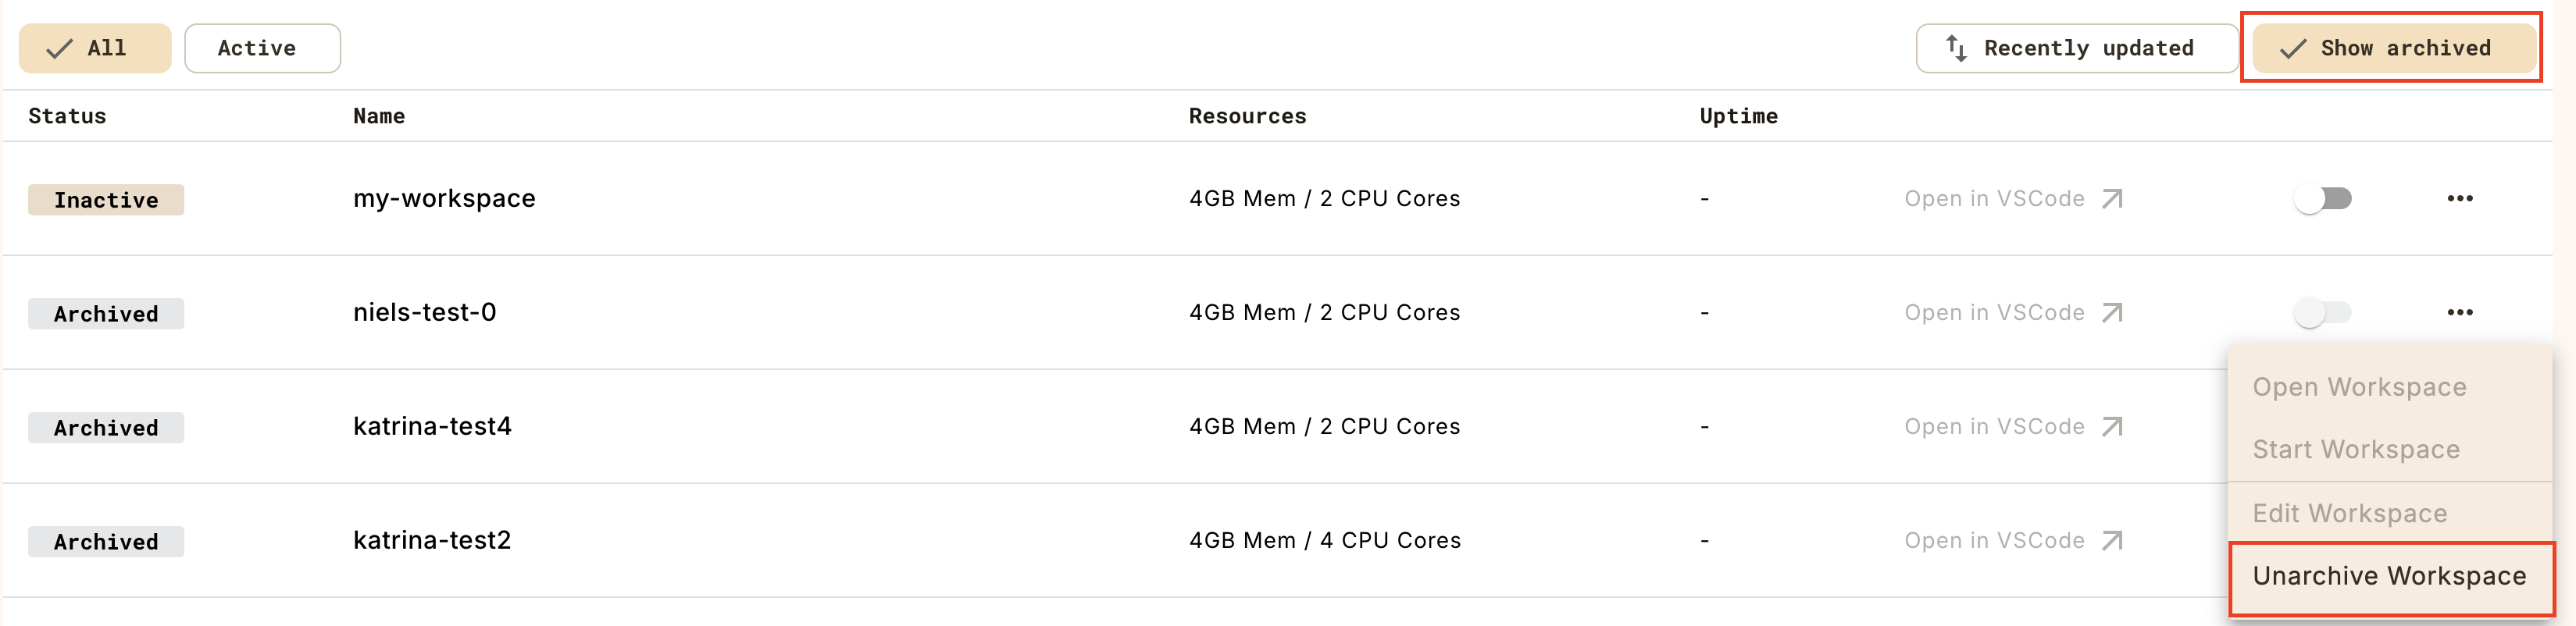 All Active Recently updated Show archived
Status Name Resources Uptime
Inactive my-workspace 4GB Mem / 2 CPU Cores - Open in VSCode
Archived niels-test-0 4GB Mem / 2 CPU Cores - Open in VSCode
Archived katrina-test4 4GB Mem / 2 CPU Cores - Open in VSCode
Archived katrina-test2 4GB Mem / 4 CPU Cores - Open in VSCode
Open Workspace
Start Workspace
Edit Workspace
Unarchive Workspace